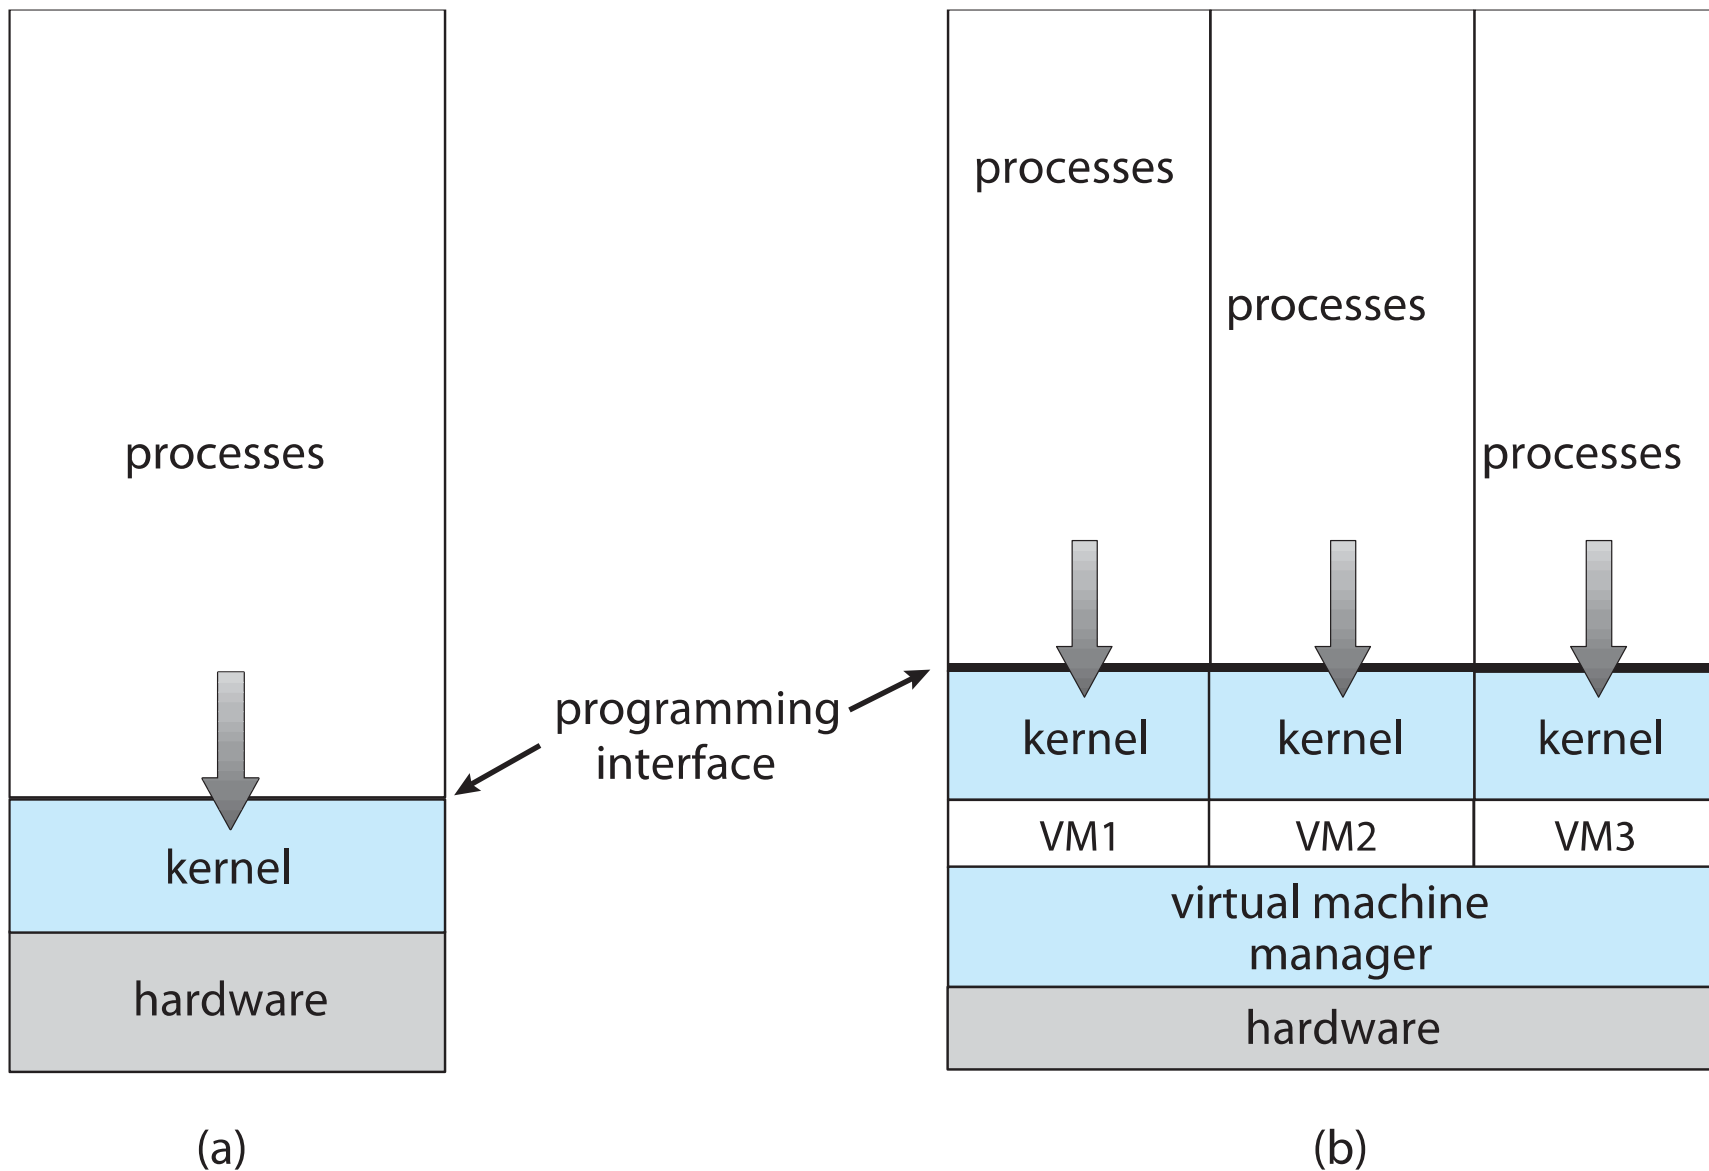 processes
kernel
hardware
(a)
programming
interface
processes
processes
processes
kernel
kernel
kernel
VM1
VM2
VM3
virtual machine
manager
hardware
(b)